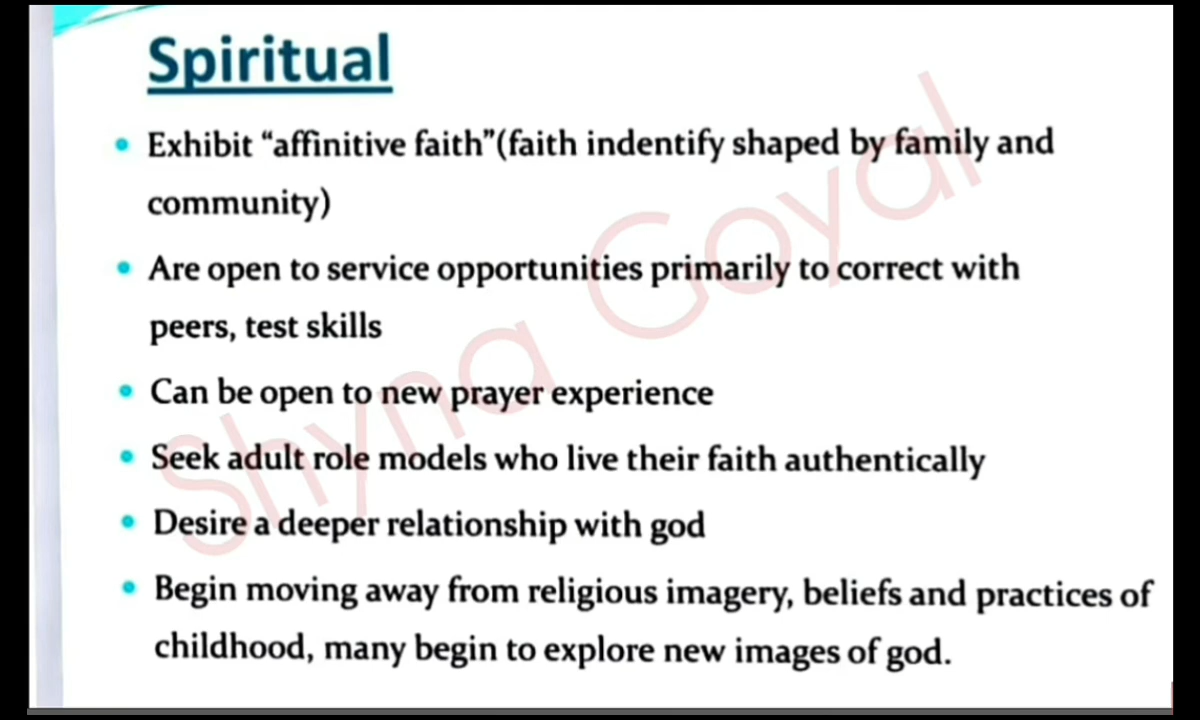 Spiritual
• Exhibit “affinitive faith”(faith indentify shaped by family and
community)
• Are open to service opportunities primarily to correct with
peers, test skills
• Can be open to new prayer experience
• Seek adult role models who live their faith authentically
• Desire a deeper relationship with god
• Begin moving away from religious imagery, beliefs and practices of
childhood, many begin to explore new images of god.
Shyna Goyal